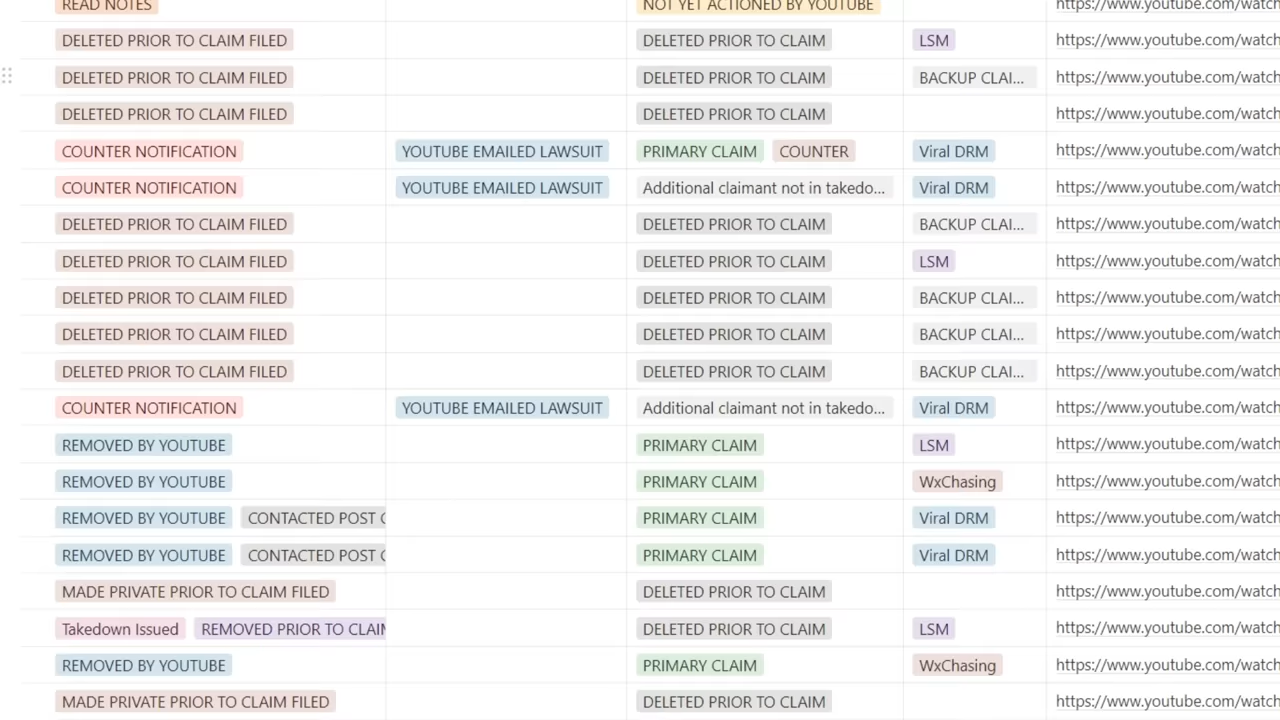 READ NOTES NOT YET ACTIONED BY YOUTUBE https://www.youtube.com/watch
DELETED PRIOR TO CLAIM FILED DELETED PRIOR TO CLAIM LSM https://www.youtube.com/watch
DELETED PRIOR TO CLAIM FILED DELETED PRIOR TO CLAIM BACKUP CLAI... https://www.youtube.com/watch
DELETED PRIOR TO CLAIM FILED DELETED PRIOR TO CLAIM https://www.youtube.com/watch
COUNTER NOTIFICATION YOUTUBE EMAILED LAWSUIT PRIMARY CLAIM COUNTER Viral DRM https://www.youtube.com/watch
COUNTER NOTIFICATION YOUTUBE EMAILED LAWSUIT Additional claimant not in takedo... Viral DRM https://www.youtube.com/watch
DELETED PRIOR TO CLAIM FILED DELETED PRIOR TO CLAIM BACKUP CLAI... https://www.youtube.com/watch
DELETED PRIOR TO CLAIM FILED DELETED PRIOR TO CLAIM LSM https://www.youtube.com/watch
DELETED PRIOR TO CLAIM FILED DELETED PRIOR TO CLAIM BACKUP CLAI... https://www.youtube.com/watch
DELETED PRIOR TO CLAIM FILED DELETED PRIOR TO CLAIM BACKUP CLAI... https://www.youtube.com/watch
DELETED PRIOR TO CLAIM FILED DELETED PRIOR TO CLAIM BACKUP CLAI... https://www.youtube.com/watch
COUNTER NOTIFICATION YOUTUBE EMAILED LAWSUIT Additional claimant not in takedo... Viral DRM https://www.youtube.com/watch
REMOVED BY YOUTUBE PRIMARY CLAIM LSM https://www.youtube.com/watch
REMOVED BY YOUTUBE PRIMARY CLAIM WxChasing https://www.youtube.com/watch
REMOVED BY YOUTUBE CONTACTED POST PRIMARY CLAIM Viral DRM https://www.youtube.com/watch
REMOVED BY YOUTUBE CONTACTED POST PRIMARY CLAIM Viral DRM https://www.youtube.com/watch
MADE PRIVATE PRIOR TO CLAIM FILED DELETED PRIOR TO CLAIM https://www.youtube.com/watch
Takedown Issued REMOVED PRIOR TO CLAIM DELETED PRIOR TO CLAIM LSM https://www.youtube.com/watch
REMOVED BY YOUTUBE PRIMARY CLAIM WxChasing https://www.youtube.com/watch
MADE PRIVATE PRIOR TO CLAIM FILED DELETED PRIOR TO CLAIM https://www.youtube.com/watch